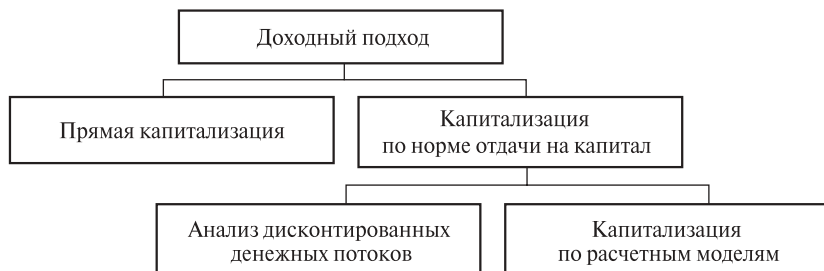 Доходный подход
Прямая капитализация
Капитализация
по норме отдачи на капитал
Анализ дисконтированных
денежных потоков
Капитализация
по расчетным моделям